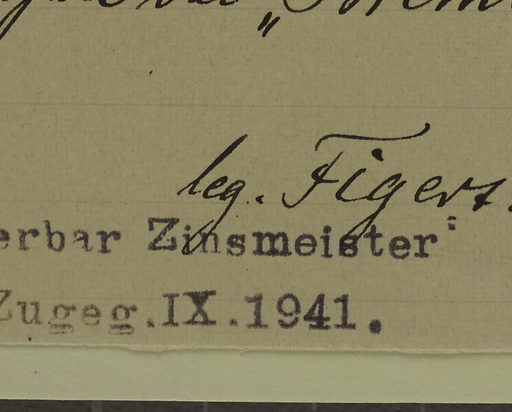 leg. Figert.
erbar Zinsmeister
Zugeg.IX.1941.